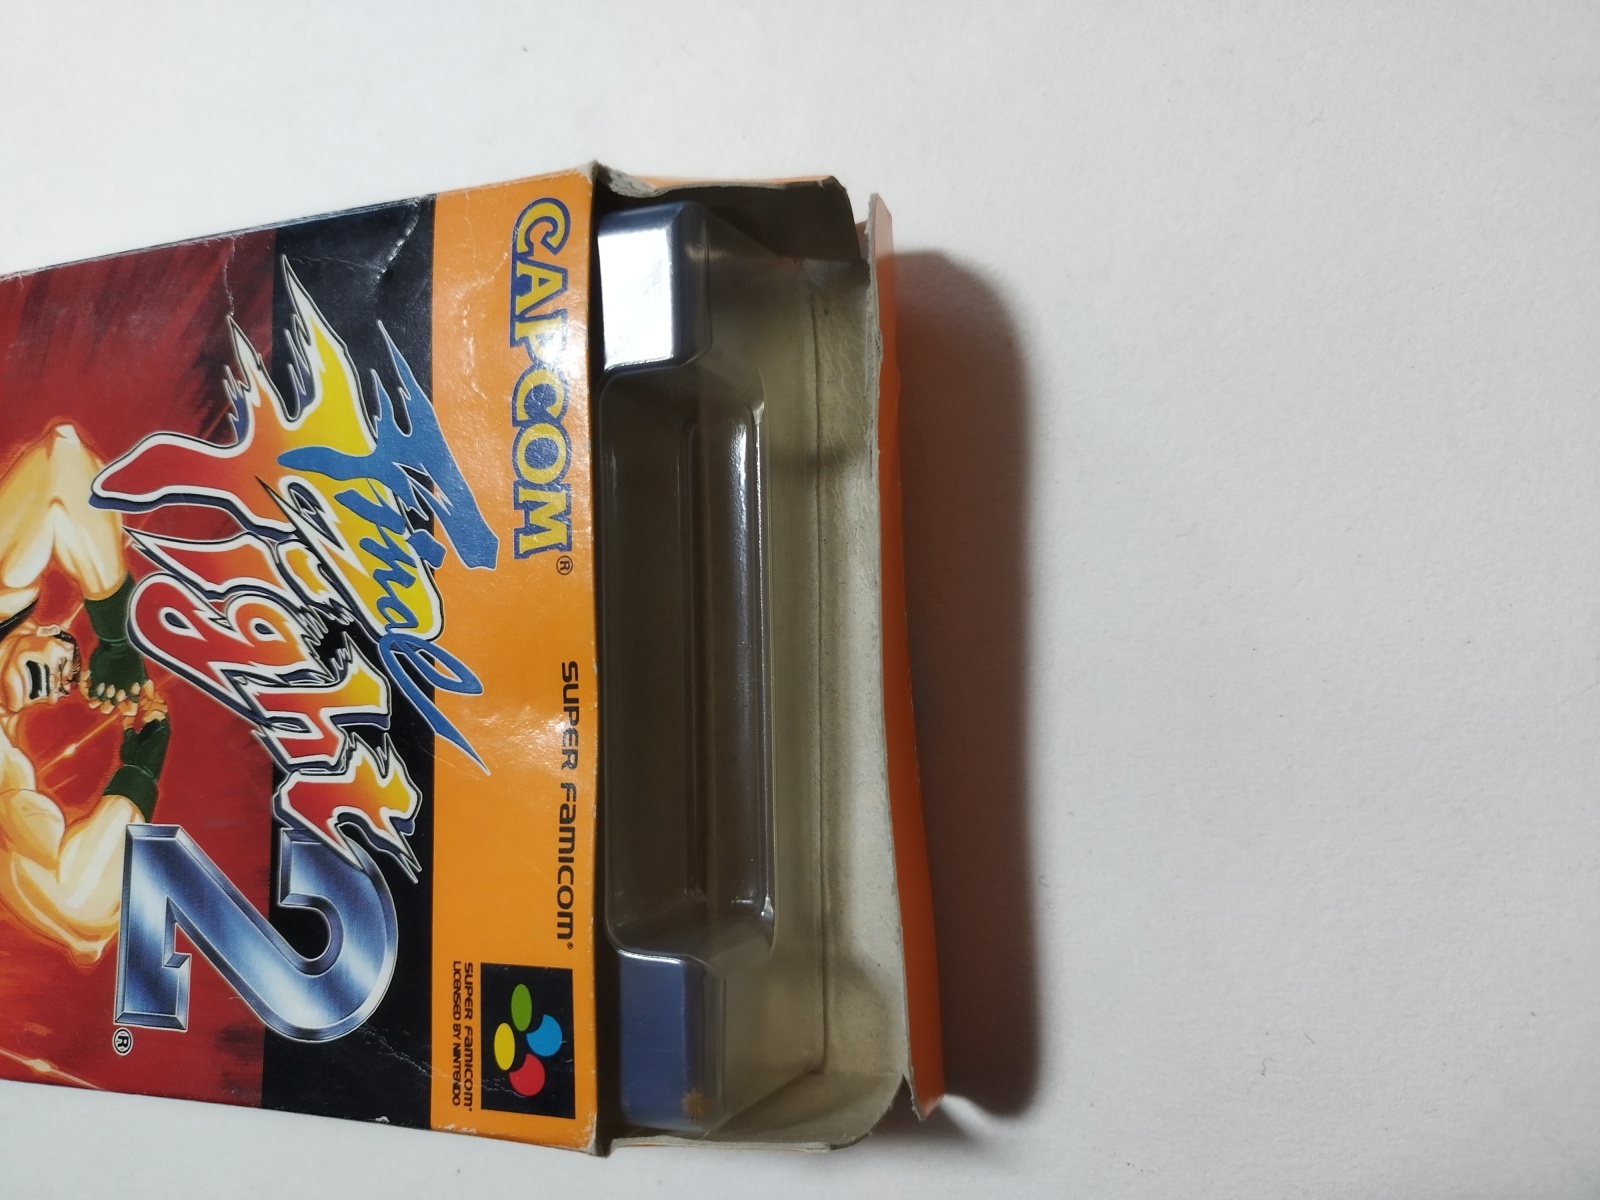 CAPCOM®
SUPER FAMICOM®
SUPER FAMICOM®
LICENSED BY NINTENDO
Final
Fight
2®